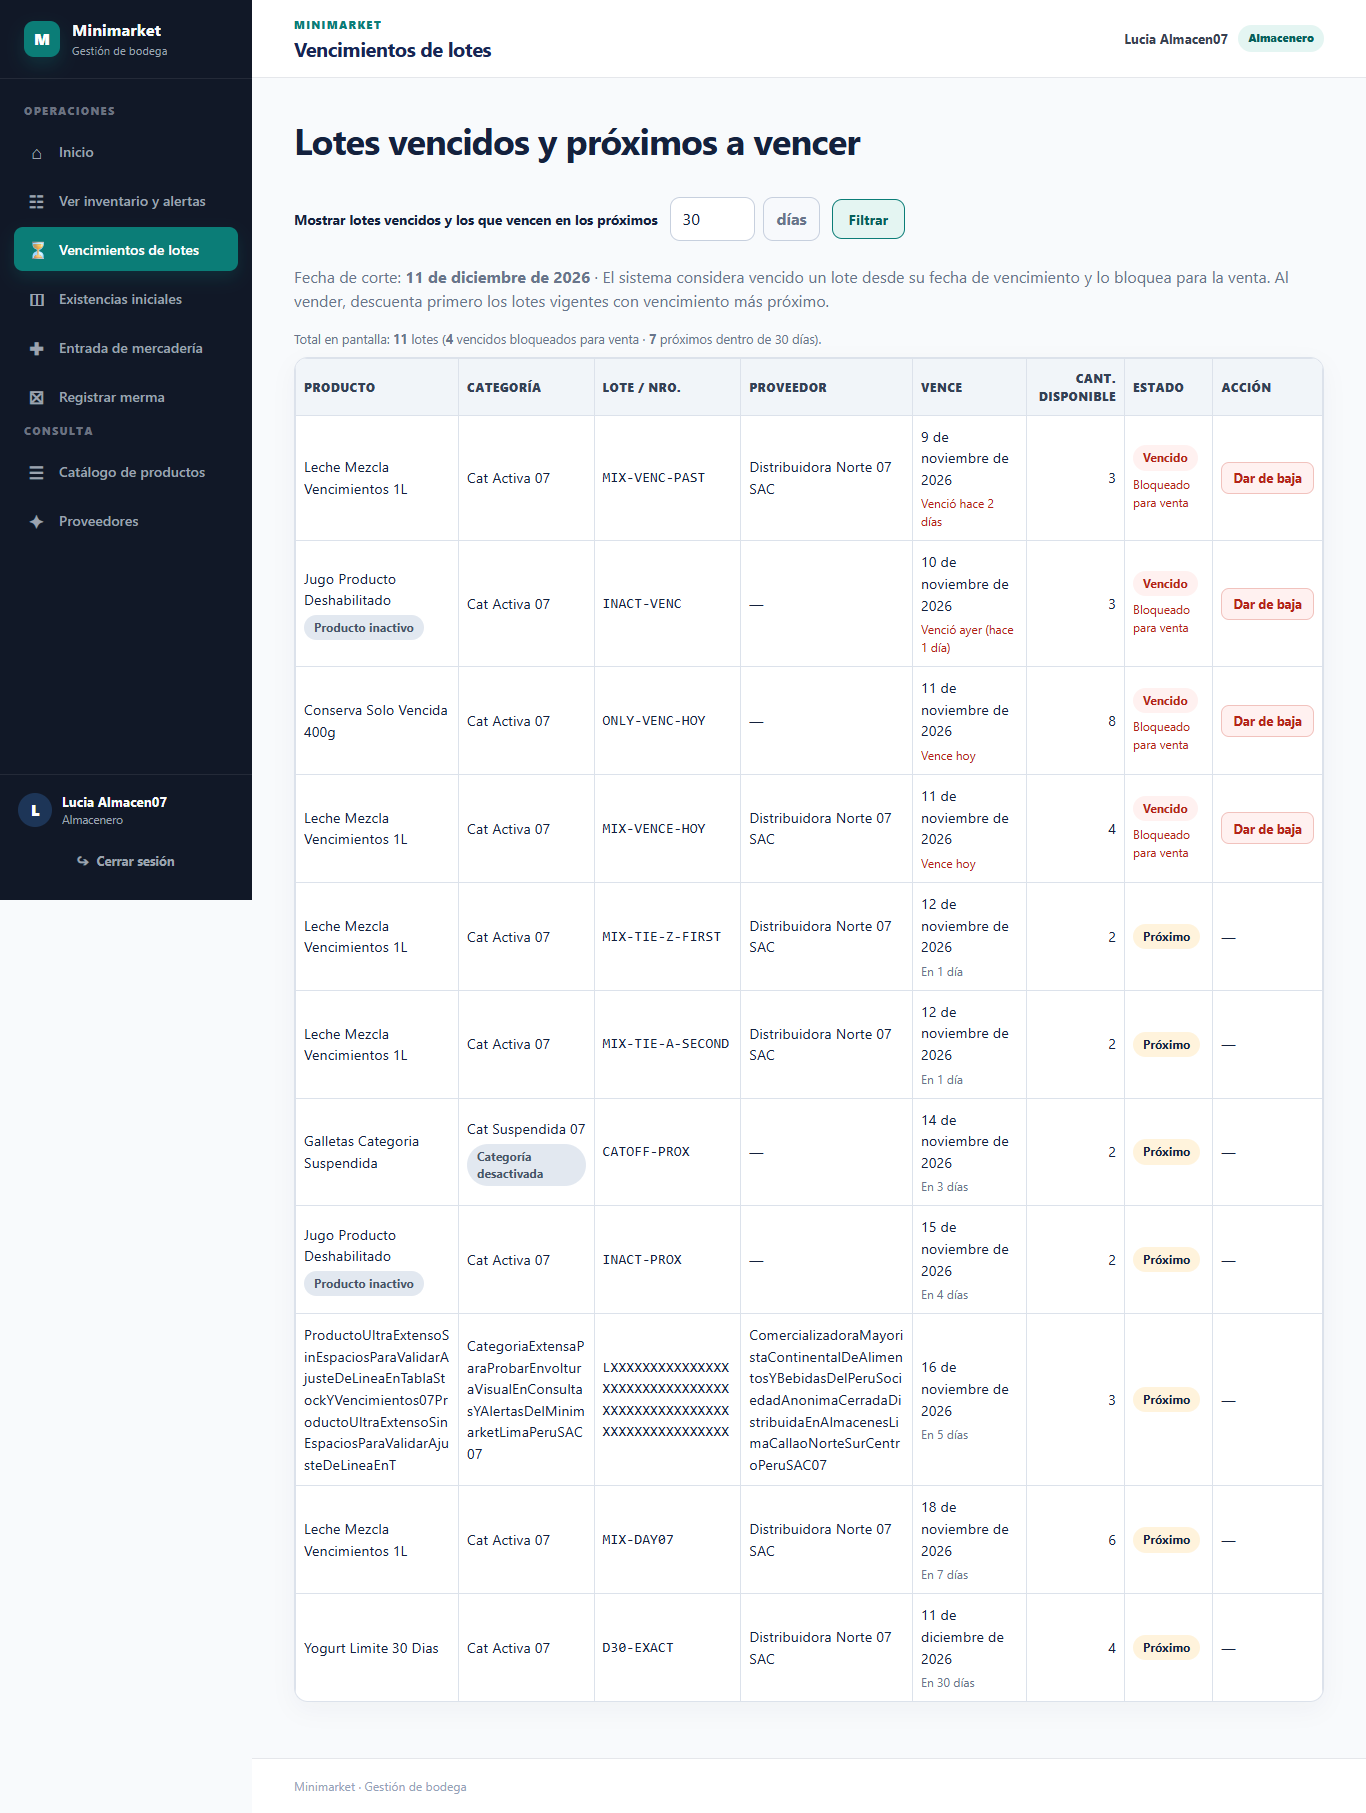 M
Minimarket
Gestión de bodega
OPERACIONES
Inicio
Ver inventario y alertas
Vencimientos de lotes
Existencias iniciales
Entrada de mercadería
Registrar merma
CONSULTA
Catálogo de productos
Proveedores
L
Lucia Almacen07
Almacenero
Cerrar sesión
MINIMARKET
Vencimientos de lotes
Lucia Almacen07
Almacenero
Lotes vencidos y próximos a vencer
Mostrar lotes vencidos y los que vencen en los próximos 30 días Filtrar
Fecha de corte: 11 de diciembre de 2026 · El sistema considera vencido un lote desde su fecha de vencimiento y lo bloquea para la venta. Al
vender, descuenta primero los lotes vigentes con vencimiento más próximo.
Total en pantalla: 11 lotes (4 vencidos bloqueados para venta · 7 próximos dentro de 30 días).
PRODUCTO
CATEGORÍA
LOTE / NRO.
PROVEEDOR
VENCE
CANT.
DISPONIBLE
ESTADO
ACCIÓN
Leche Mezcla
Vencimientos 1L
Cat Activa 07
MIX-VENC-PAST
Distribuidora Norte 07
SAC
9 de
noviembre de
2026
Venció hace 2
días
3
Vencido
Bloqueado
para venta
Dar de baja
Jugo Producto
Deshabilitado
Producto inactivo
Cat Activa 07
INACT-VENC
—
10 de
noviembre de
2026
Venció ayer (hace
1 día)
3
Vencido
Bloqueado
para venta
Dar de baja
Conserva Solo Vencida
400g
Cat Activa 07
ONLY-VENC-HOY
—
11 de
noviembre de
2026
Vence hoy
8
Vencido
Bloqueado
para venta
Dar de baja
Leche Mezcla
Vencimientos 1L
Cat Activa 07
MIX-VENCE-HOY
Distribuidora Norte 07
SAC
11 de
noviembre de
2026
Vence hoy
4
Vencido
Bloqueado
para venta
Dar de baja
Leche Mezcla
Vencimientos 1L
Cat Activa 07
MIX-TIE-Z-FIRST
Distribuidora Norte 07
SAC
12 de
noviembre de
2026
En 1 día
2
Próximo
—
Leche Mezcla
Vencimientos 1L
Cat Activa 07
MIX-TIE-A-SECOND
Distribuidora Norte 07
SAC
12 de
noviembre de
2026
En 1 día
2
Próximo
—
Galletas Categoria
Suspendida
Cat Suspendida 07
Categoría
desactivada
CATOFF-PROX
—
14 de
noviembre de
2026
En 3 días
2
Próximo
—
Jugo Producto
Deshabilitado
Producto inactivo
Cat Activa 07
INACT-PROX
—
15 de
noviembre de
2026
En 4 días
2
Próximo
—
ProductoUltraExtensoS
inEspaciosParaValidarA
justeDeLineaEnTablaSt
ockYVencimientos07Pr
oductoUltraExtensoSin
EspaciosParaValidarAju
steDeLineaEnT
CategoriaExtensaP
araProbarEnvoltur
aVisualEnConsulta
sYAlertasDelMinim
arketLimaPeruSAC
07
LXXXXXXXXXXXXXXX
XXXXXXXXXXXXXXXX
XXXXXXXXXXXXXXXX
XXXXXXXXXXXXXXXX
ComercializadoraMayori
staContinentalDeAlimen
tosYBebidasDelPeruSoci
edadAnonimaCerradaDi
stribuidaEnAlmacenesLi
maCallaoNorteSurCentr
oPeruSAC07
16 de
noviembre de
2026
En 5 días
3
Próximo
—
Leche Mezcla
Vencimientos 1L
Cat Activa 07
MIX-DAY07
Distribuidora Norte 07
SAC
18 de
noviembre de
2026
En 7 días
6
Próximo
—
Yogurt Limite 30 Dias
Cat Activa 07
D30-EXACT
Distribuidora Norte 07
SAC
11 de
diciembre de
2026
En 30 días
4
Próximo
—
Minimarket · Gestión de bodega